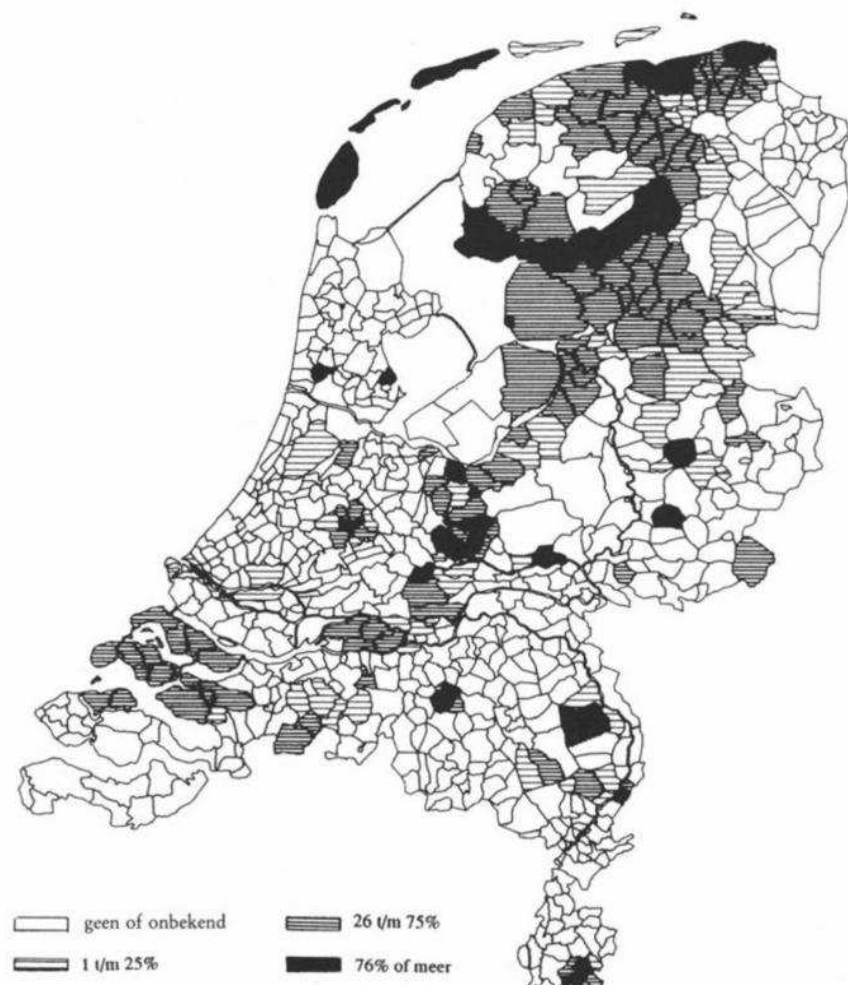 geen of onbekend
1 t/m 25%
26 t/m 75%
76% of meer